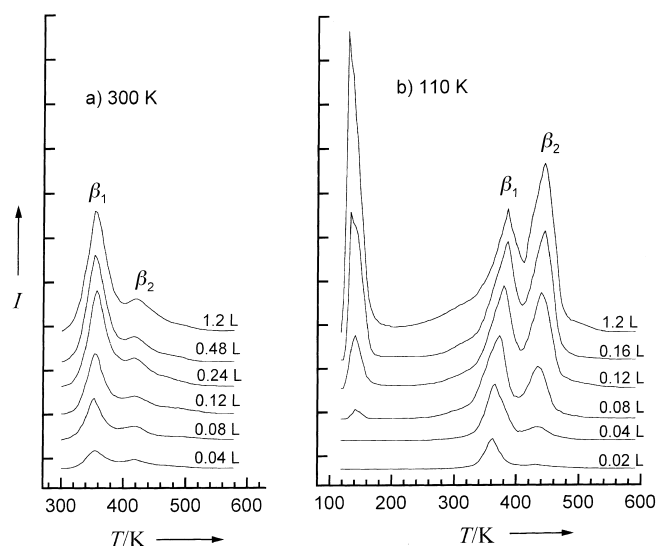 a) 300 K
β1
β2
1.2 L
0.48 L
0.24 L
0.12 L
0.08 L
0.04 L
I
300 400 500 600
T/K
b) 110 K
β1
β2
1.2 L
0.16 L
0.12 L
0.08 L
0.04 L
0.02 L
100 200 300 400 500 600
T/K